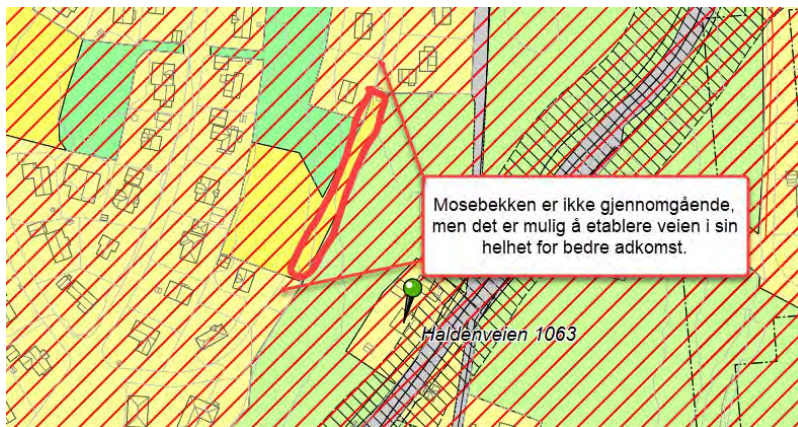 Mosebekken er ikke gjennomgående,
men det er mulig å etablere veien i sin
helhet for bedre adkomst.
Haldenveien 1063